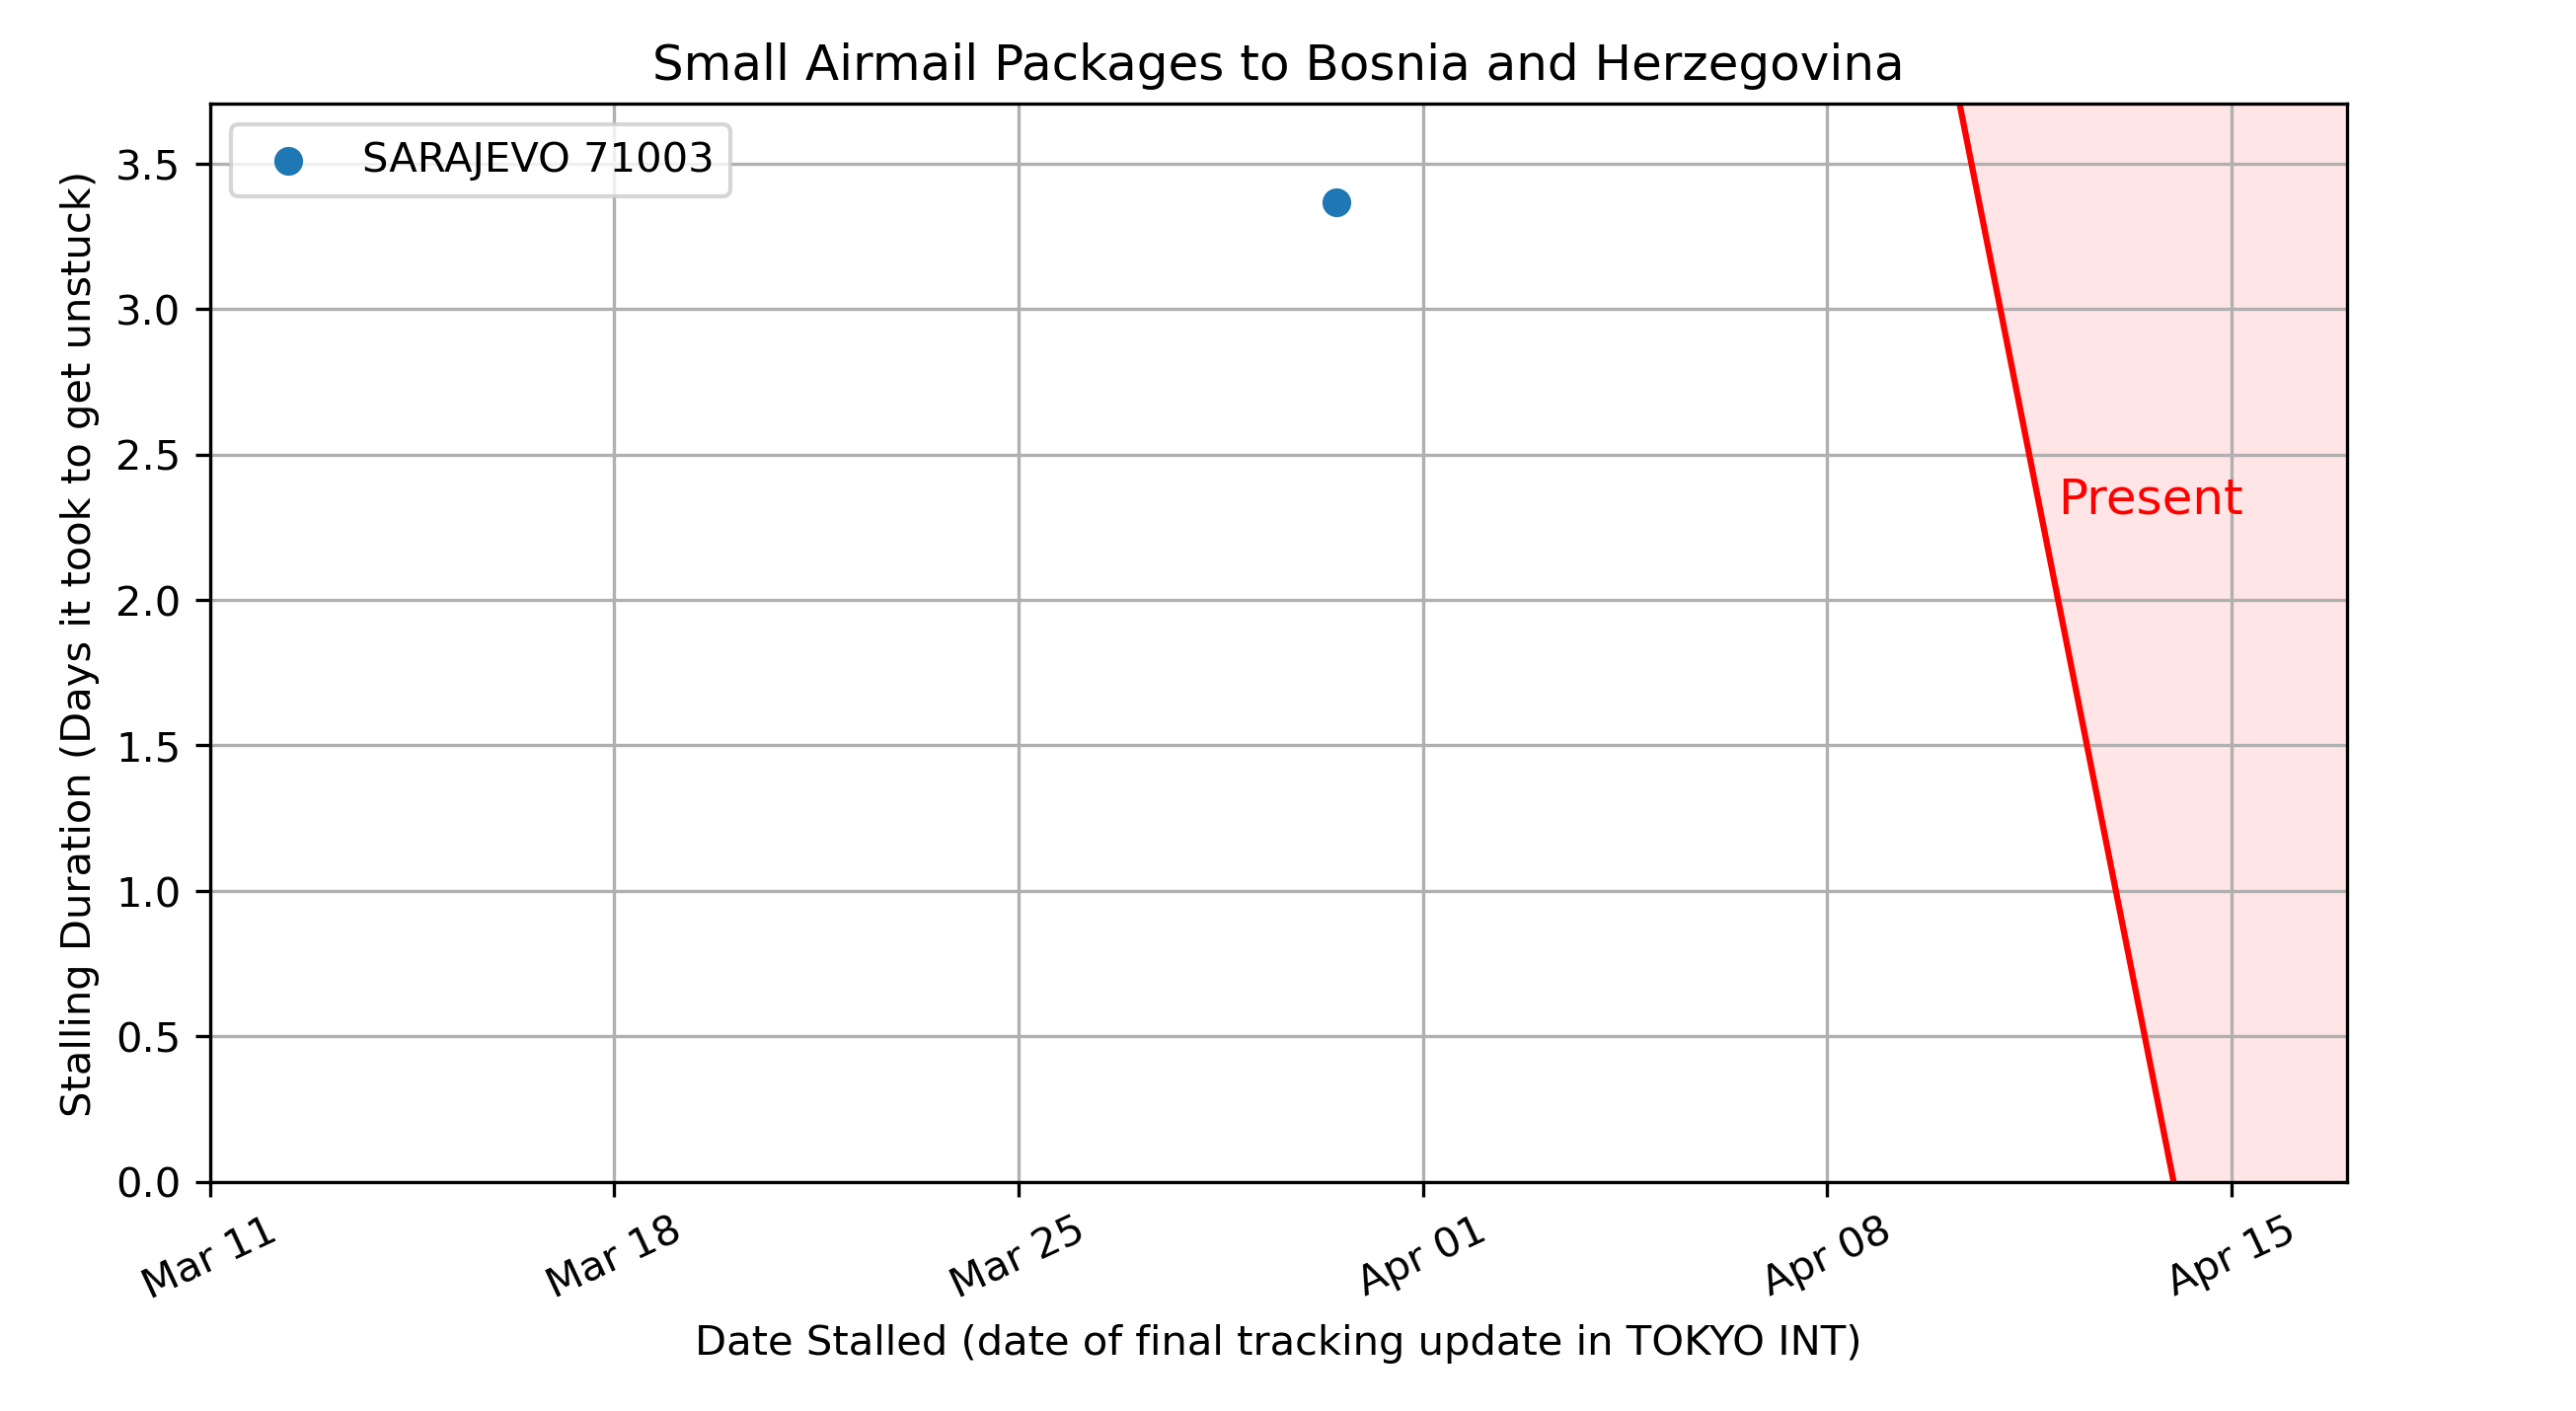 Small Airmail Packages to Bosnia and Herzegovina
SARAJEVO 71003
Stalling Duration (Days it took to get unstuck)
3.5
3.0
2.5
2.0
1.5
1.0
0.5
0.0
Present
Mar 11
Mar 18
Mar 25
Apr 01
Apr 08
Apr 15
Date Stalled (date of final tracking update in TOKYO INT)